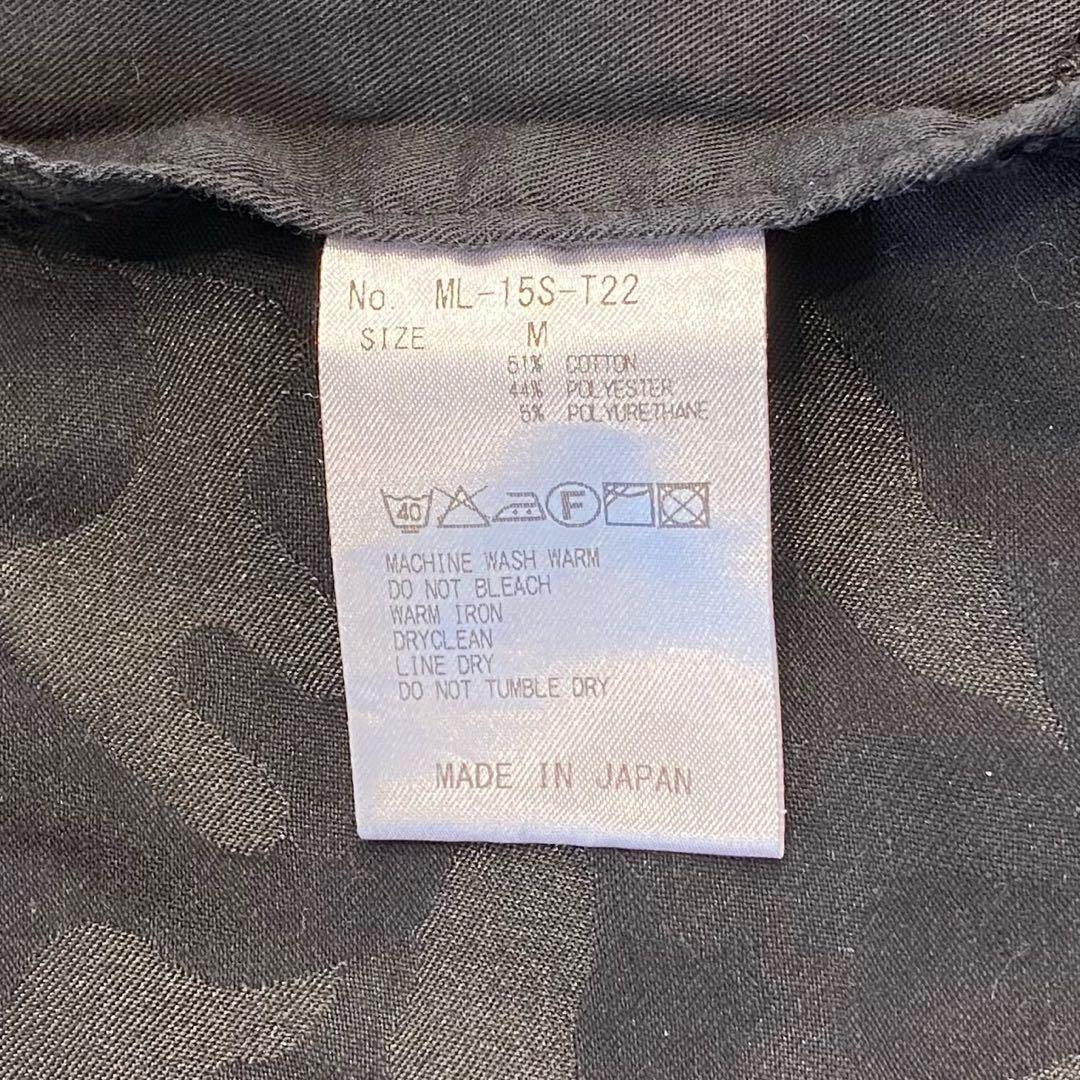 No. ML-15S-T22
SIZE M
51% COTTON
44% POLYESTER
5% POLYURETHANE
40 F
MACHINE WASH WARM
DO NOT BLEACH
WARM IRON
DRYCLEAN
LINE DRY
DO NOT TUMBLE DRY
MADE IN JAPAN